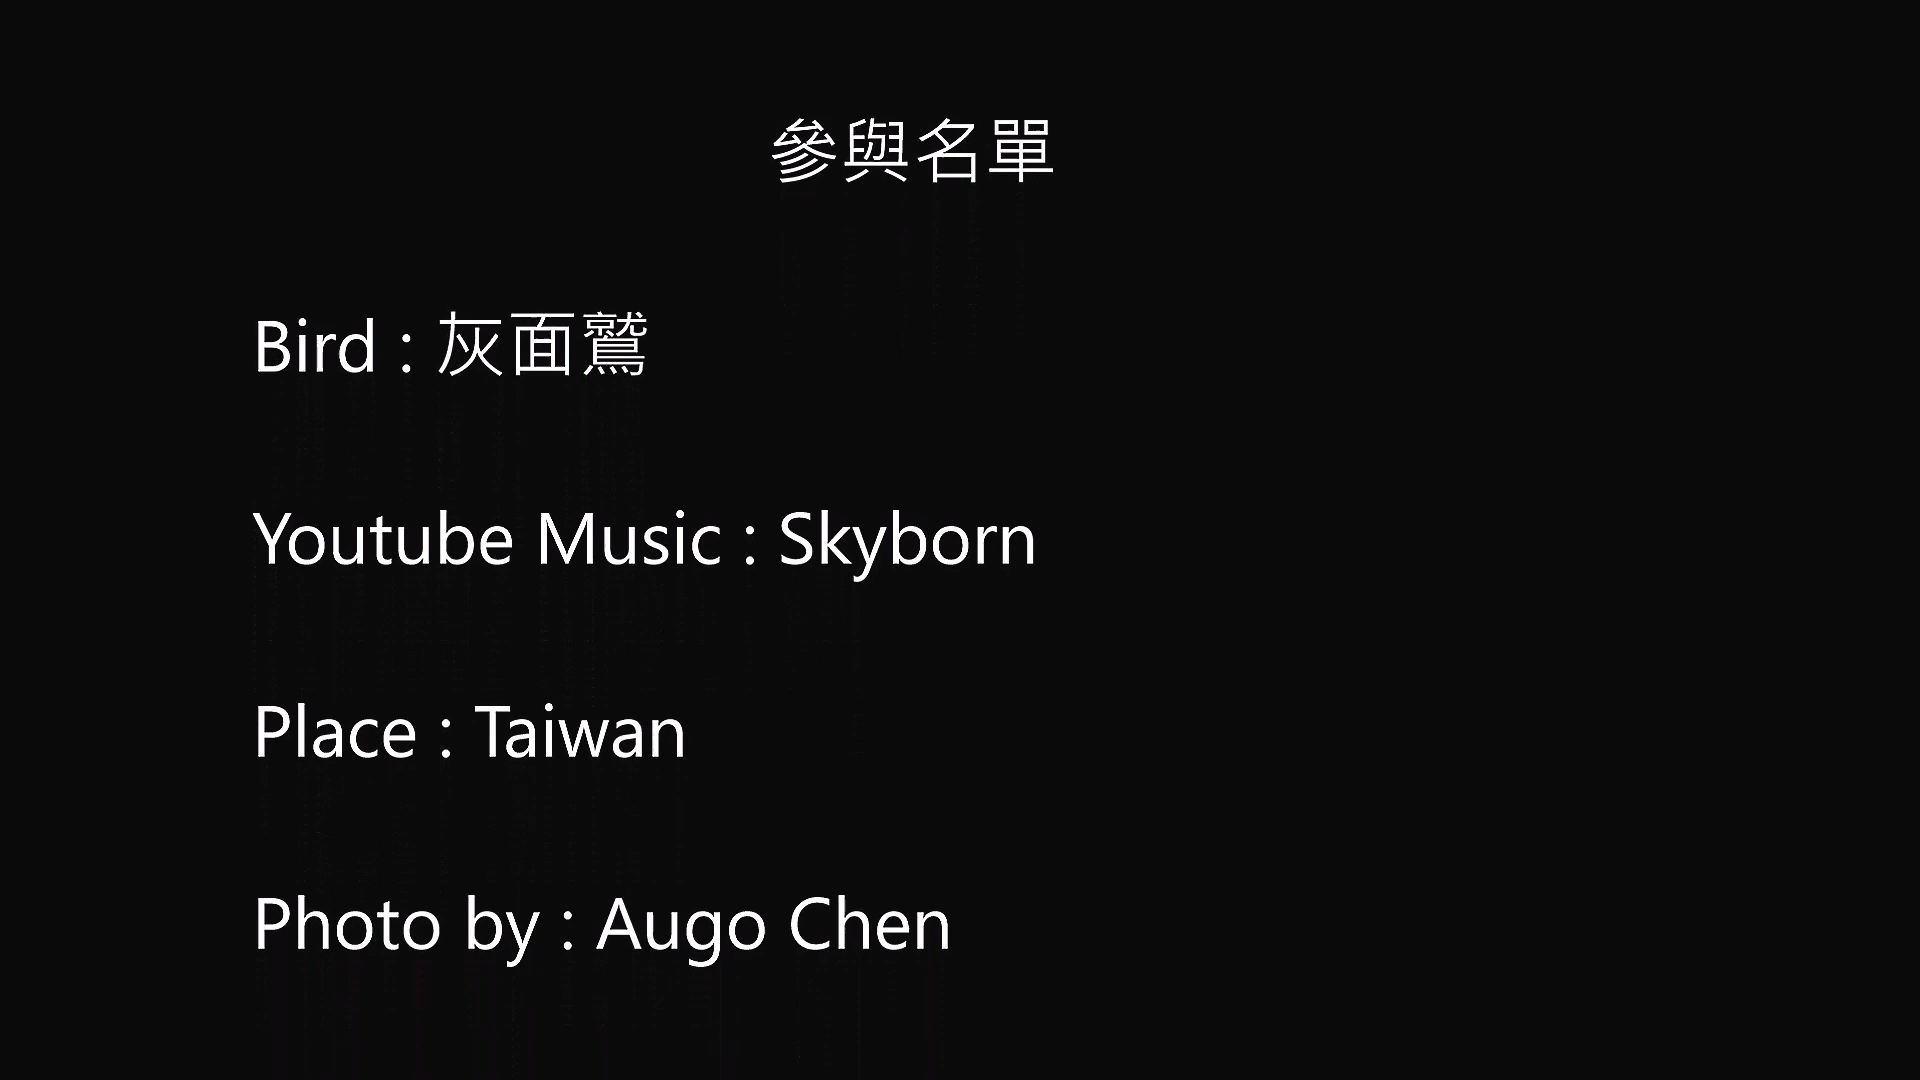 參與名單
Bird : 灰面鵟
Youtube Music : Skyborn
Place : Taiwan
Photo by : Augo Chen